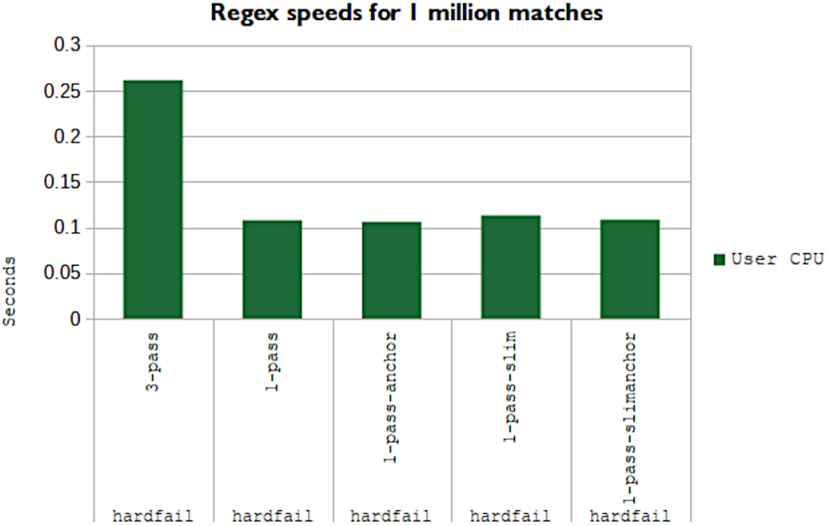 Regex speeds for 1 million matches
0.3
0.25
0.2
0.15
0.1
0.05
0
Seconds
User CPU
3-pass
1-pass
1-pass-anchor
1-pass-slim
1-pass-slimanchor
hardfail
hardfail
hardfail
hardfail
hardfail